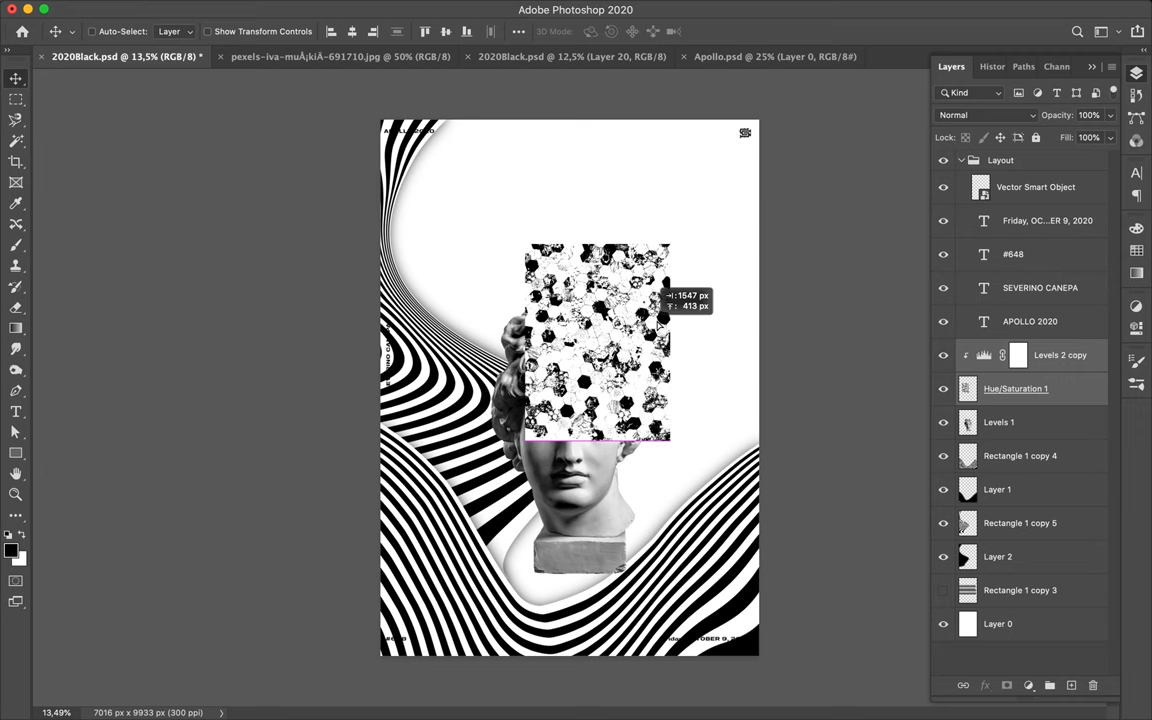 Adobe Photoshop 2020
Auto-Select: Layer Show Transform Controls 3D Mode:
2020Black.psd @ 13,5% (RGB/8) *
pexels-iva-muÅ¡kiÄ-691710.jpg @ 50% (RGB/8)
2020Black.psd @ 12,5% (Layer 20, RGB/8)
Apollo.psd @ 25% (Layer 0, RGB/8#)
Layers Histor Paths Chann
Kind
Normal Opacity: 100%
Lock: Fill: 100%
Layout
Vector Smart Object
Friday, OC...ER 9, 2020
#648
SEVERINO CANEPA
APOLLO 2020
Levels 2 copy
Hue/Saturation 1
Levels 1
Rectangle 1 copy 4
Layer 1
Rectangle 1 copy 5
Layer 2
Rectangle 1 copy 3
Layer 0
APOLLO 2020
: 1547 px
: 413 px
13,49% 7016 px x 9933 px (300 ppi)